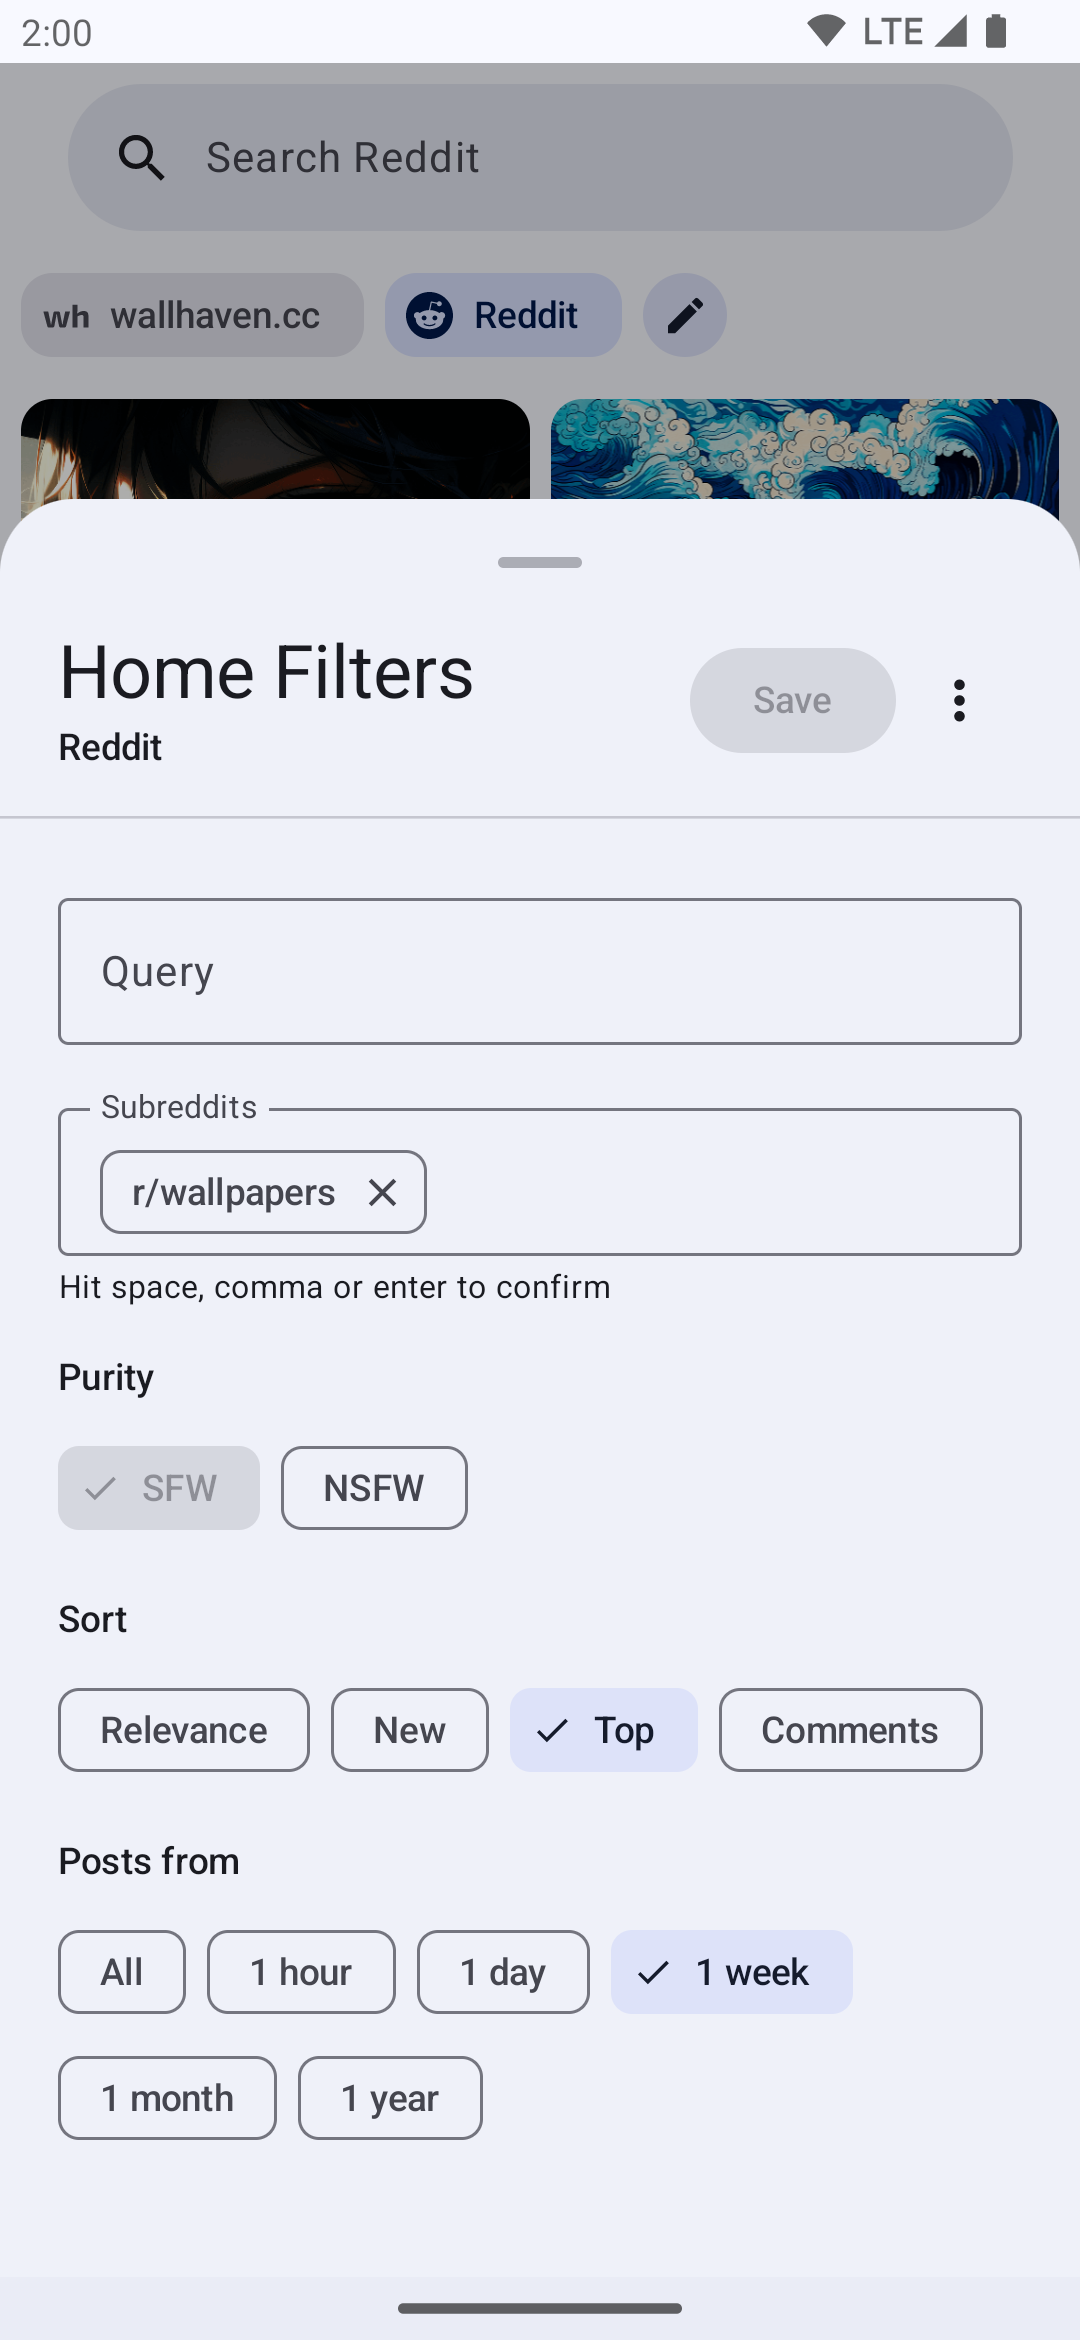 2:00 LTE
Search Reddit
wh wallhaven.cc Reddit
Home Filters
Save
Reddit
Query
Subreddits
r/wallpapers
Hit space, comma or enter to confirm
Purity
SFW NSFW
Sort
Relevance New Top Comments
Posts from
All 1 hour 1 day 1 week
1 month 1 year